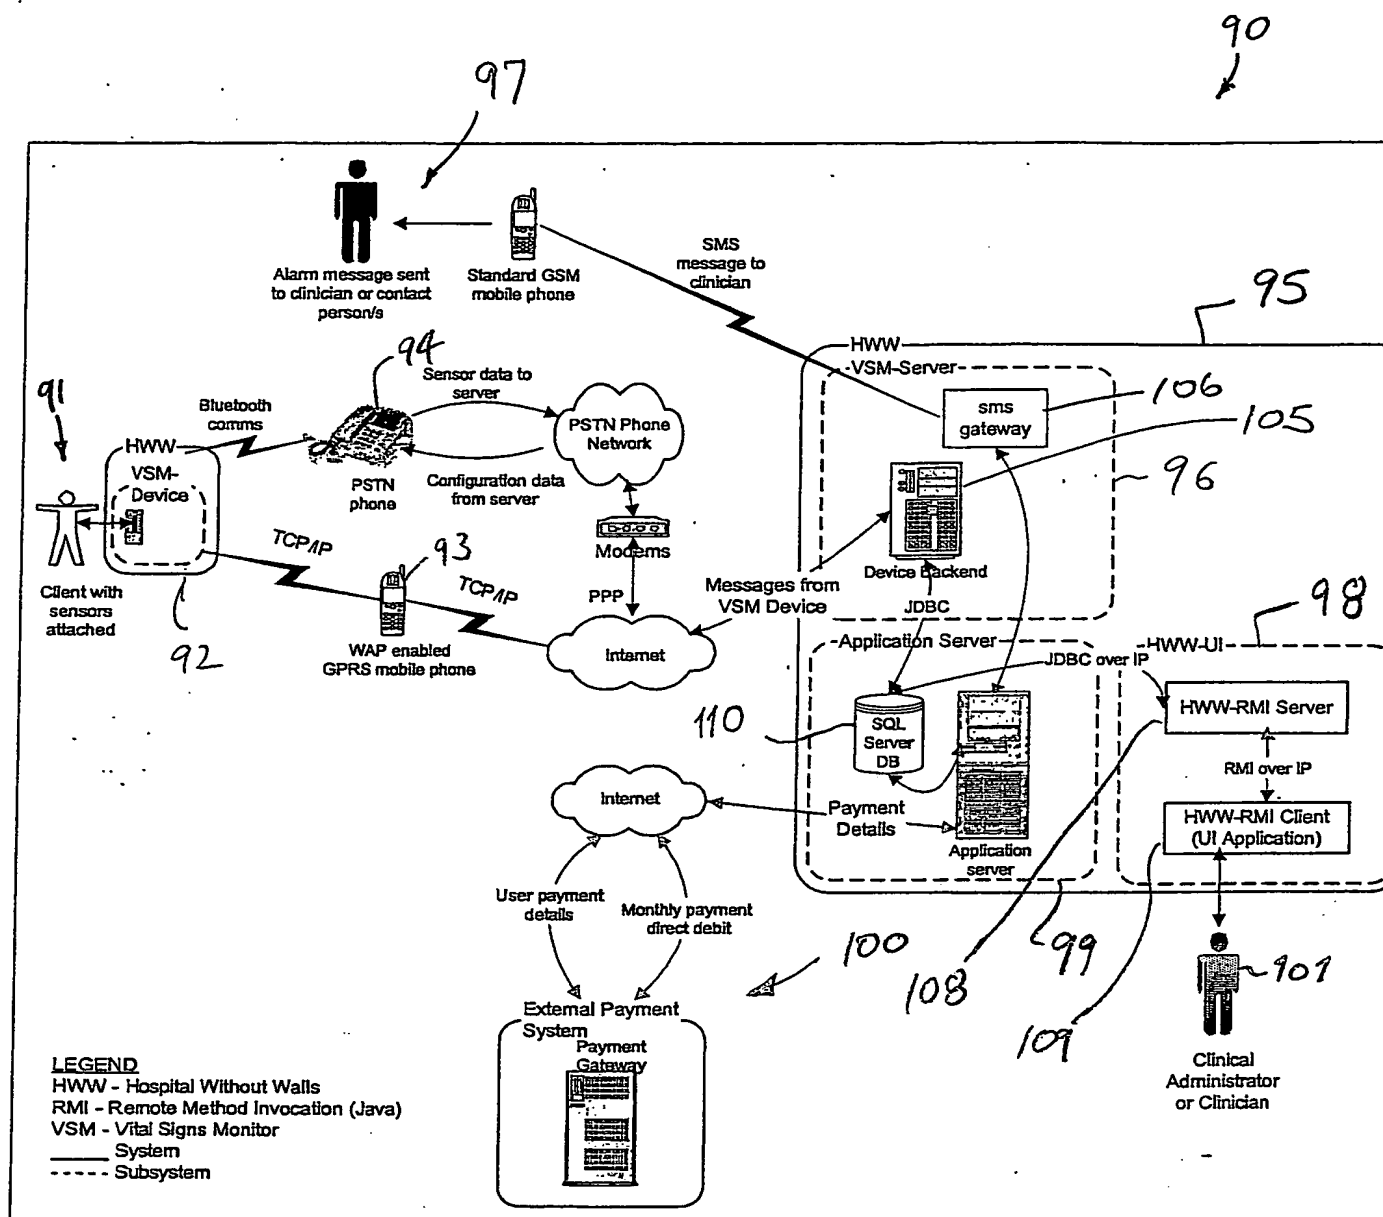 90
97
Alarm message sent
to clinician or contact
person/s
Standard GSM
mobile phone
SMS
message to
clinician
95
HWW
VSM-Server
sms
gateway
106
105
96
94
Sensor data to
server
PSTN Phone
Network
91
Bluetooth
comms
HWW
VSM-
Device
PSTN
phone
Configuration data
from server
Modems
Device Backend
TCP/IP
93
TCP/IP
PPP
Messages from
VSM Device
JDBC
Client with
sensors
attached
92
WAP enabled
GPRS mobile phone
Internet
98
Application Server
HWW-UI
JDBC over IP
110
SQL
Server
DB
HWW-RMI Server
RMI over IP
Internet
Payment
Details
Application
server
HWW-RMI Client
(UI Application)
User payment
details
Monthly payment
direct debit
100
108
99
109
101
External Payment
System
Payment
Gateway
Clinical
Administrator
or Clinician
LEGEND
HWW - Hospital Without Walls
RMI - Remote Method Invocation (Java)
VSM - Vital Signs Monitor
System
Subsystem